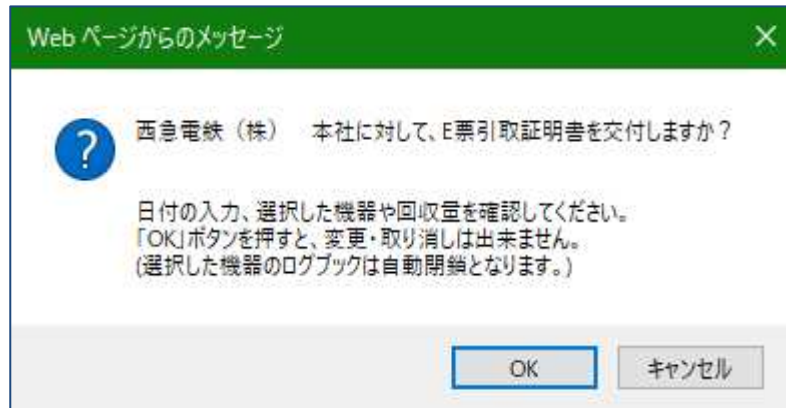 Web ページからのメッセージ
西急電鉄（株）　本社に対して、E票引取証明書を交付しますか？
日付の入力、選択した機器や回収量を確認してください。
「OK」ボタンを押すと、変更・取り消しは出来ません。
(選択した機器のログブックは自動閉鎖となります。)
OK
キャンセル